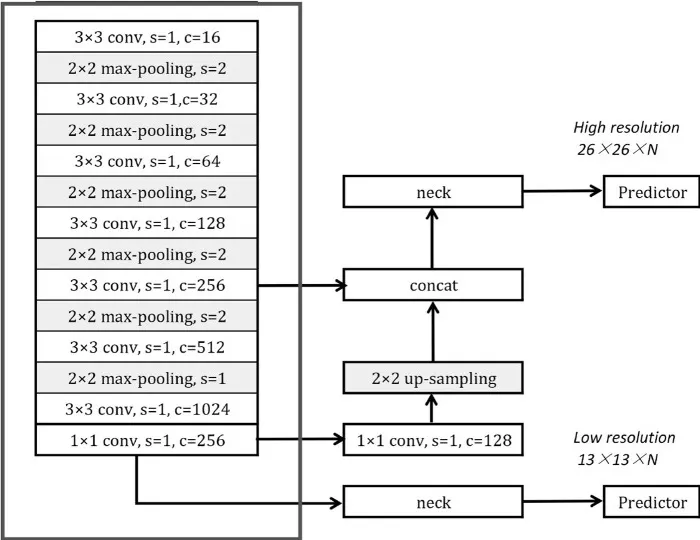 3×3 conv, s=1, c=16
2×2 max-pooling, s=2
3×3 conv, s=1,c=32
2×2 max-pooling, s=2
3×3 conv, s=1, c=64
2×2 max-pooling, s=2
3×3 conv, s=1, c=128
2×2 max-pooling, s=2
3×3 conv, s=1, c=256
2×2 max-pooling, s=2
3×3 conv, s=1, c=512
2×2 max-pooling, s=1
3×3 conv, s=1, c=1024
1×1 conv, s=1, c=256
High resolution
26×26×N
neck
Predictor
concat
2×2 up-sampling
1×1 conv, s=1, c=128
Low resolution
13×13×N
neck
Predictor